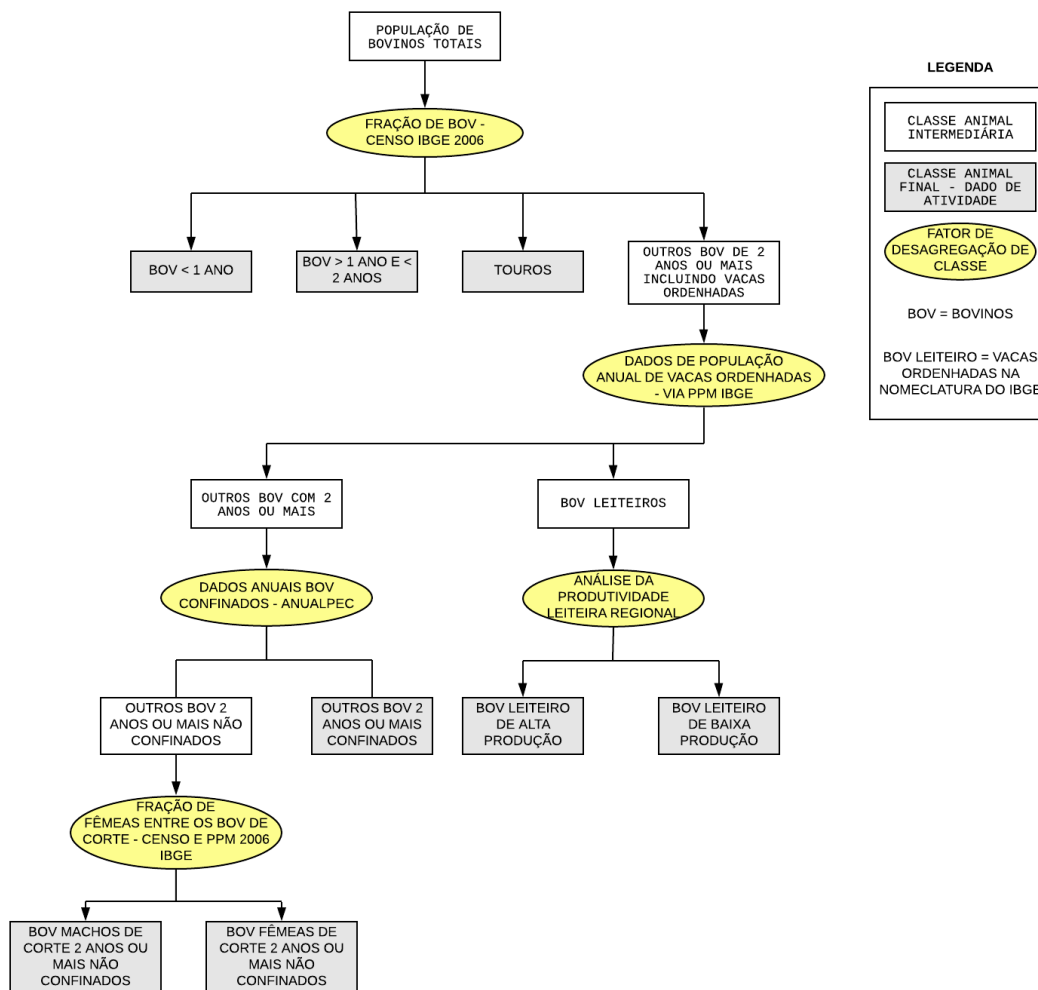 POPULAÇÃO DE
BOVINOS TOTAIS
FRAÇÃO DE BOV -
CENSO IBGE 2006
BOV < 1 ANO
BOV > 1 ANO E <
2 ANOS
TOUROS
OUTROS BOV DE 2
ANOS OU MAIS
INCLUINDO VACAS
ORDENHADAS
DADOS DE POPULAÇÃO
ANUAL DE VACAS ORDENHADAS
- VIA PPM IBGE
OUTROS BOV COM 2
ANOS OU MAIS
BOV LEITEIROS
DADOS ANUAIS BOV
CONFINADOS - ANUALPEC
ANÁLISE DA
PRODUTIVIDADE
LEITEIRA REGIONAL
OUTROS BOV 2
ANOS OU MAIS NÃO
CONFINADOS
OUTROS BOV 2
ANOS OU MAIS
CONFINADOS
BOV LEITEIRO
DE ALTA
PRODUÇÃO
BOV LEITEIRO
DE BAIXA
PRODUÇÃO
FRAÇÃO DE
FÊMEAS ENTRE OS BOV DE
CORTE - CENSO E PPM 2006
IBGE
BOV MACHOS DE
CORTE 2 ANOS OU
MAIS NÃO
CONFINADOS
BOV FÊMEAS DE
CORTE 2 ANOS OU
MAIS NÃO
CONFINADOS
LEGENDA
CLASSE ANIMAL
INTERMEDIÁRIA
CLASSE ANIMAL
FINAL - DADO DE
ATIVIDADE
FATOR DE
DESAGREGAÇÃO DE
CLASSE
BOV = BOVINOS
BOV LEITEIRO = VACAS
ORDENHADAS NA
NOMECLATURA DO IBGE